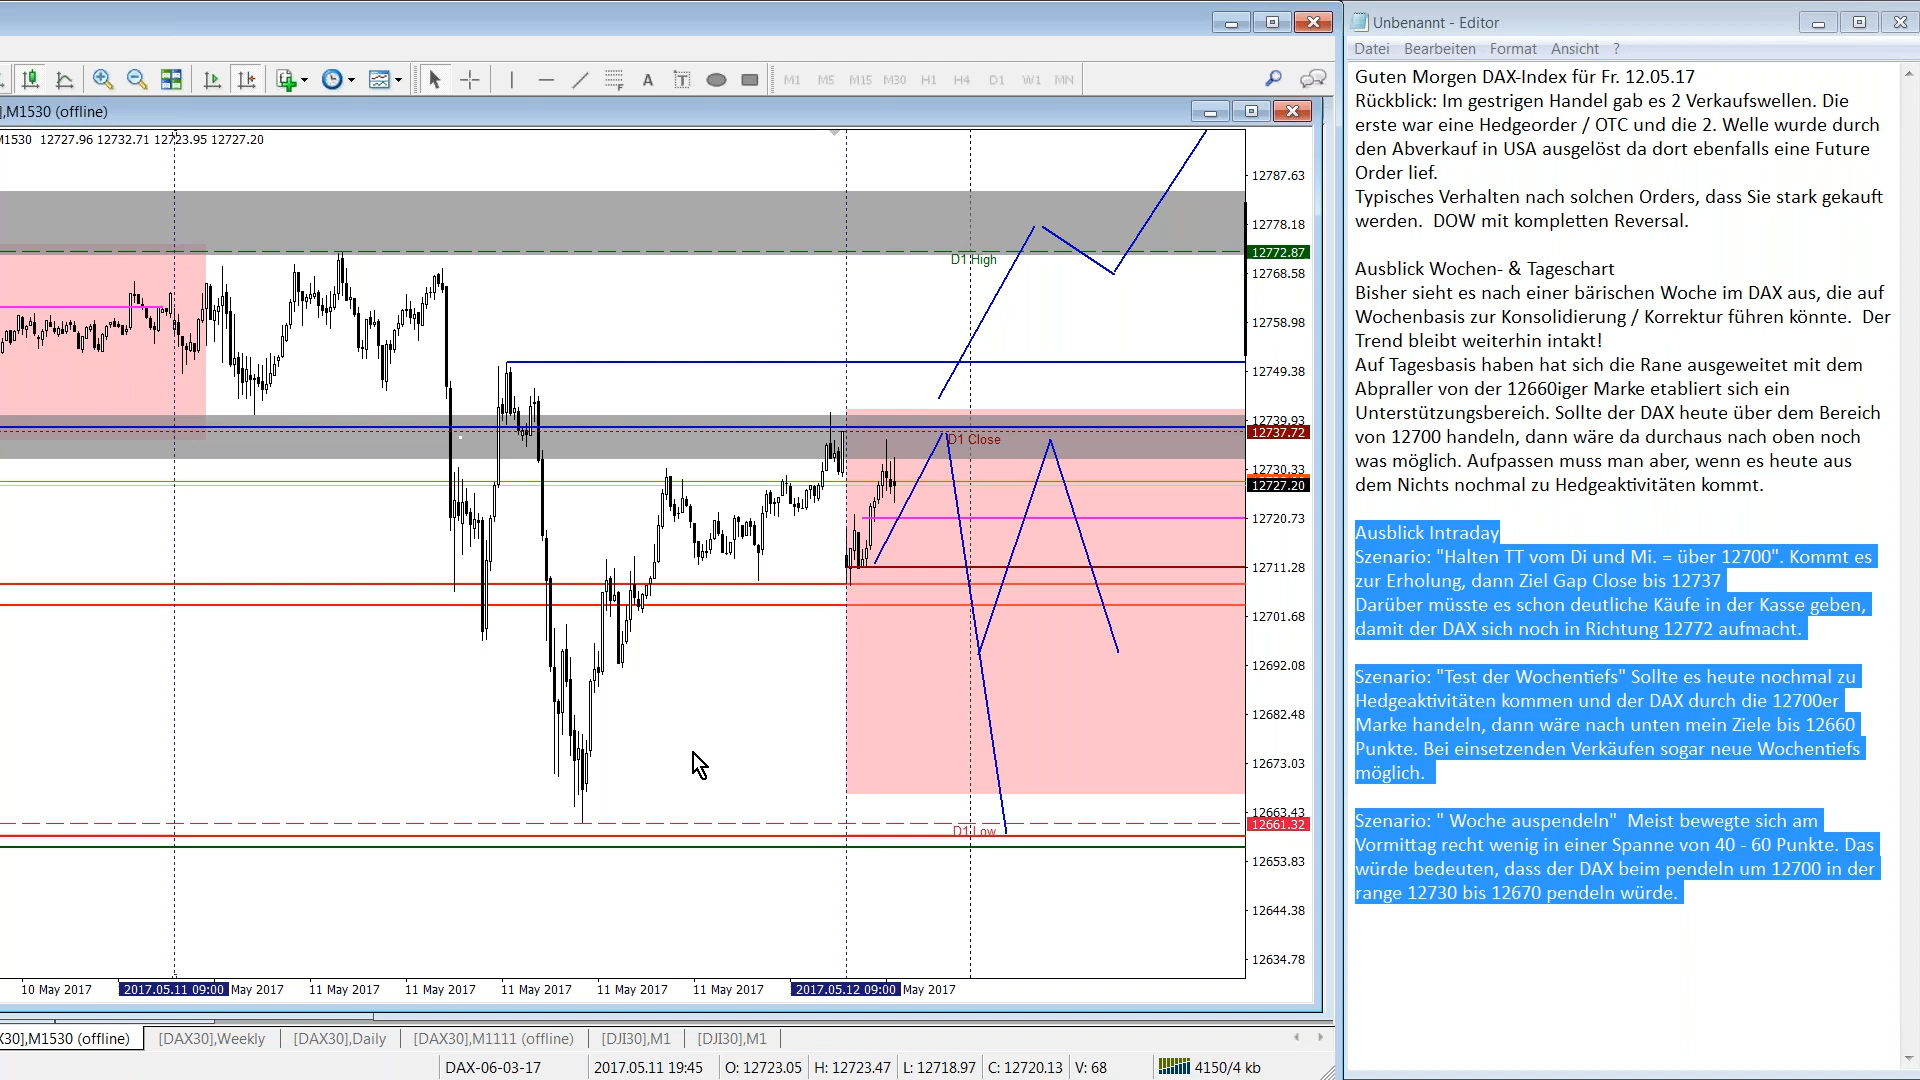 ],M1530 (offline)
M1530 12727.96 12732.71 12723.95 12727.20
M1 M5 M15 M30 H1 H4 D1 W1 MN
A T F
D1 High
D1 Close
D1 Low
12787.63
12778.18
12772.87
12768.58
12758.98
12749.38
12739.93
12737.72
12730.33
12727.20
12720.73
12711.28
12701.68
12692.08
12682.48
12673.03
12663.43
12661.32
12653.83
12644.38
12634.78
10 May 2017 2017.05.11 09:00 May 2017 11 May 2017 11 May 2017 11 May 2017 11 May 2017 11 May 2017 2017.05.12 09:00 May 2017
X30],M1530 (offline) [DAX30],Weekly [DAX30],Daily [DAX30],M1111 (offline) [DJI30],M1 [DJI30],M1
DAX-06-03-17 2017.05.11 19:45 O: 12723.05 H: 12723.47 L: 12718.97 C: 12720.13 V: 68 4150/4 kb
Unbenannt - Editor
Datei Bearbeiten Format Ansicht ?
Guten Morgen DAX-Index für Fr. 12.05.17
Rückblick: Im gestrigen Handel gab es 2 Verkaufswellen. Die
erste war eine Hedgeorder / OTC und die 2. Welle wurde durch
den Abverkauf in USA ausgelöst da dort ebenfalls eine Future
Order lief.
Typisches Verhalten nach solchen Orders, dass Sie stark gekauft
werden. DOW mit kompletten Reversal.
Ausblick Wochen- & Tageschart
Bisher sieht es nach einer bärischen Woche im DAX aus, die auf
Wochenbasis zur Konsolidierung / Korrektur führen könnte. Der
Trend bleibt weiterhin intakt!
Auf Tagesbasis haben hat sich die Rane ausgeweitet mit dem
Abpraller von der 12660iger Marke etabliert sich ein
Unterstützungsbereich. Sollte der DAX heute über dem Bereich
von 12700 handeln, dann wäre da durchaus nach oben noch
was möglich. Aufpassen muss man aber, wenn es heute aus
dem Nichts nochmal zu Hedgeaktivitäten kommt.
Ausblick Intraday
Szenario: "Halten TT vom Di und Mi. = über 12700". Kommt es
zur Erholung, dann Ziel Gap Close bis 12737
Darüber müsste es schon deutliche Käufe in der Kasse geben,
damit der DAX sich noch in Richtung 12772 aufmacht.
Szenario: "Test der Wochentiefs" Sollte es heute nochmal zu
Hedgeaktivitäten kommen und der DAX durch die 12700er
Marke handeln, dann wäre nach unten mein Ziele bis 12660
Punkte. Bei einsetzenden Verkäufen sogar neue Wochentiefs
möglich.
Szenario: " Woche auspendeln" Meist bewegte sich am
Vormittag recht wenig in einer Spanne von 40 - 60 Punkte. Das
würde bedeuten, dass der DAX beim pendeln um 12700 in der
range 12730 bis 12670 pendeln würde.